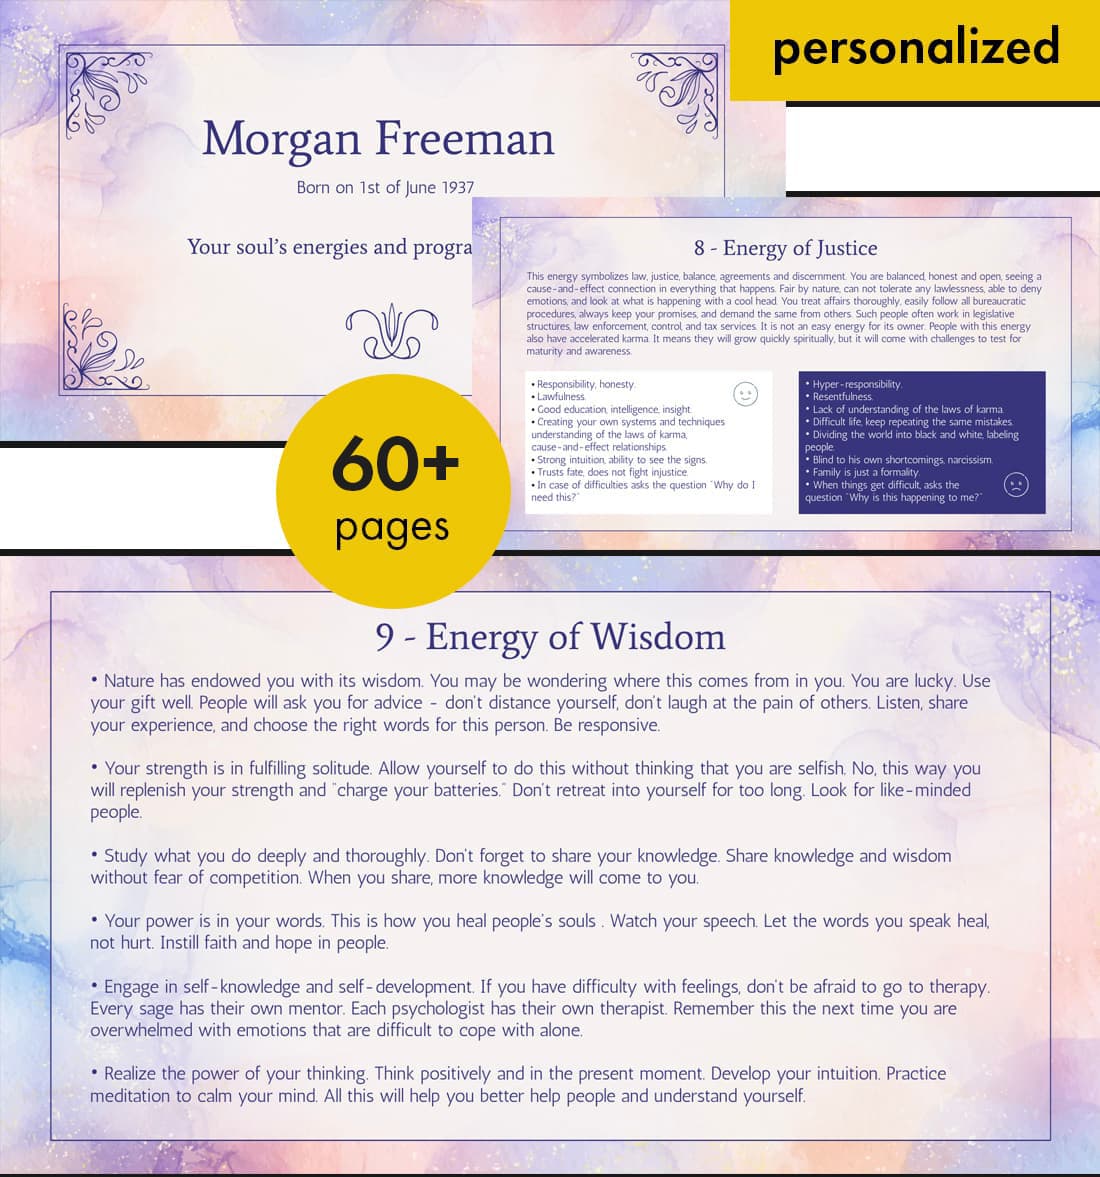 personalized
Morgan Freeman
Born on 1st of June 1937
Your soul's energies and progra
8 - Energy of Justice
This energy symbolizes law, justice, balance, agreements and discernment. You are balanced, honest and open, seeing a
cause-and-effect connection in everything that happens. Fair by nature, can not tolerate any lawlessness, able to deny
emotions, and look at what is happening with a cool head. You treat affairs thoroughly, easily follow all bureaucratic
procedures, always keep your promises, and demand the same from others. Such people often work in legislative
structures, law enforcement, control, and tax services. It is not an easy energy for its owner. People with this energy
also have accelerated karma. It means they will grow quickly spiritually, but it will come with challenges to test for
maturity and awareness.
• Responsibility, honesty.
• Lawfulness.
• Good education, intelligence, insight.
• Creating your own systems and techniques
understanding of the laws of karma,
cause-and-effect relationships.
• Strong intuition, ability to see the signs.
• Trusts fate, does not fight injustice.
• In case of difficulties asks the question "Why do I
need this?"
• Hyper-responsibility.
• Resentfulness.
• Lack of understanding of the laws of karma.
• Difficult life, keep repeating the same mistakes.
• Dividing the world into black and white, labeling
people.
• Blind to his own shortcomings, narcissism.
• Family is just a formality.
• When things get difficult, asks the
question "Why is this happening to me?"
60+
pages
9 - Energy of Wisdom
• Nature has endowed you with its wisdom. You may be wondering where this comes from in you. You are lucky. Use
your gift well. People will ask you for advice - don't distance yourself, don't laugh at the pain of others. Listen, share
your experience, and choose the right words for this person. Be responsive.
• Your strength is in fulfilling solitude. Allow yourself to do this without thinking that you are selfish. No, this way you
will replenish your strength and "charge your batteries." Don't retreat into yourself for too long. Look for like-minded
people.
• Study what you do deeply and thoroughly. Don't forget to share your knowledge. Share knowledge and wisdom
without fear of competition. When you share, more knowledge will come to you.
• Your power is in your words. This is how you heal people's souls . Watch your speech. Let the words you speak heal,
not hurt. Instill faith and hope in people.
• Engage in self-knowledge and self-development. If you have difficulty with feelings, don't be afraid to go to therapy.
Every sage has their own mentor. Each psychologist has their own therapist. Remember this the next time you are
overwhelmed with emotions that are difficult to cope with alone.
• Realize the power of your thinking. Think positively and in the present moment. Develop your intuition. Practice
meditation to calm your mind. All this will help you better help people and understand yourself.